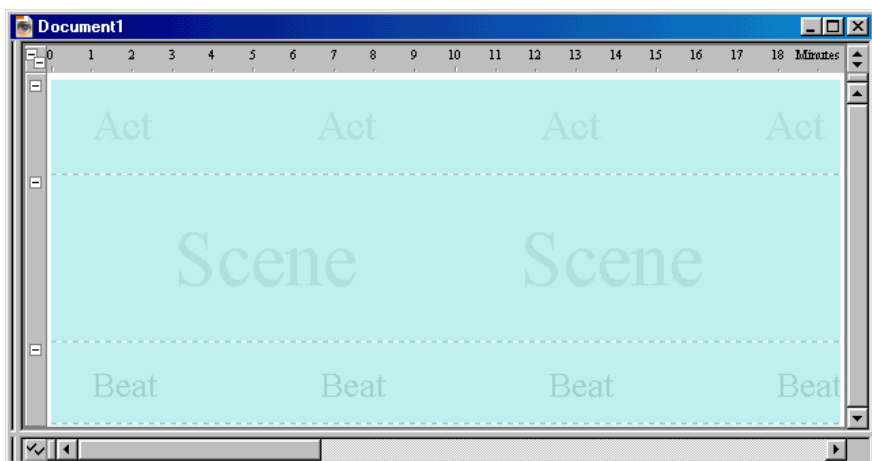 Document1
0 1 2 3 4 5 6 7 8 9 10 11 12 13 14 15 16 17 18 Minutes
Act Act Act Act
Scene Scene
Beat Beat Beat Beat